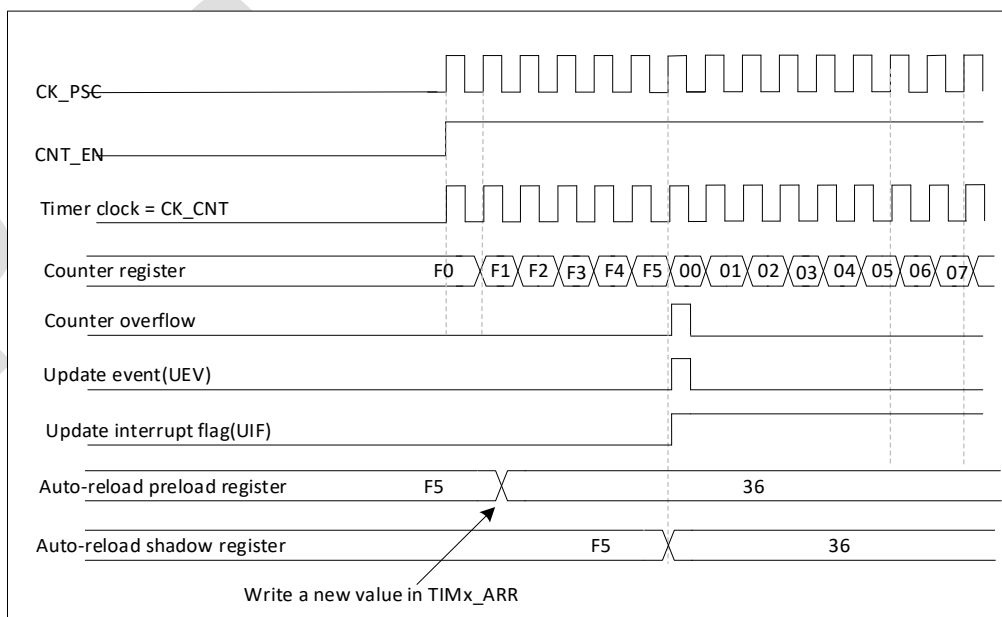 CK_PSC
CNT_EN
Timer clock = CK_CNT
Counter register F0 F1 F2 F3 F4 F5 00 01 02 03 04 05 06 07
Counter overflow
Update event(UEV)
Update interrupt flag(UIF)
Auto-reload preload register F5 36
Auto-reload shadow register F5 36
Write a new value in TIMx_ARR